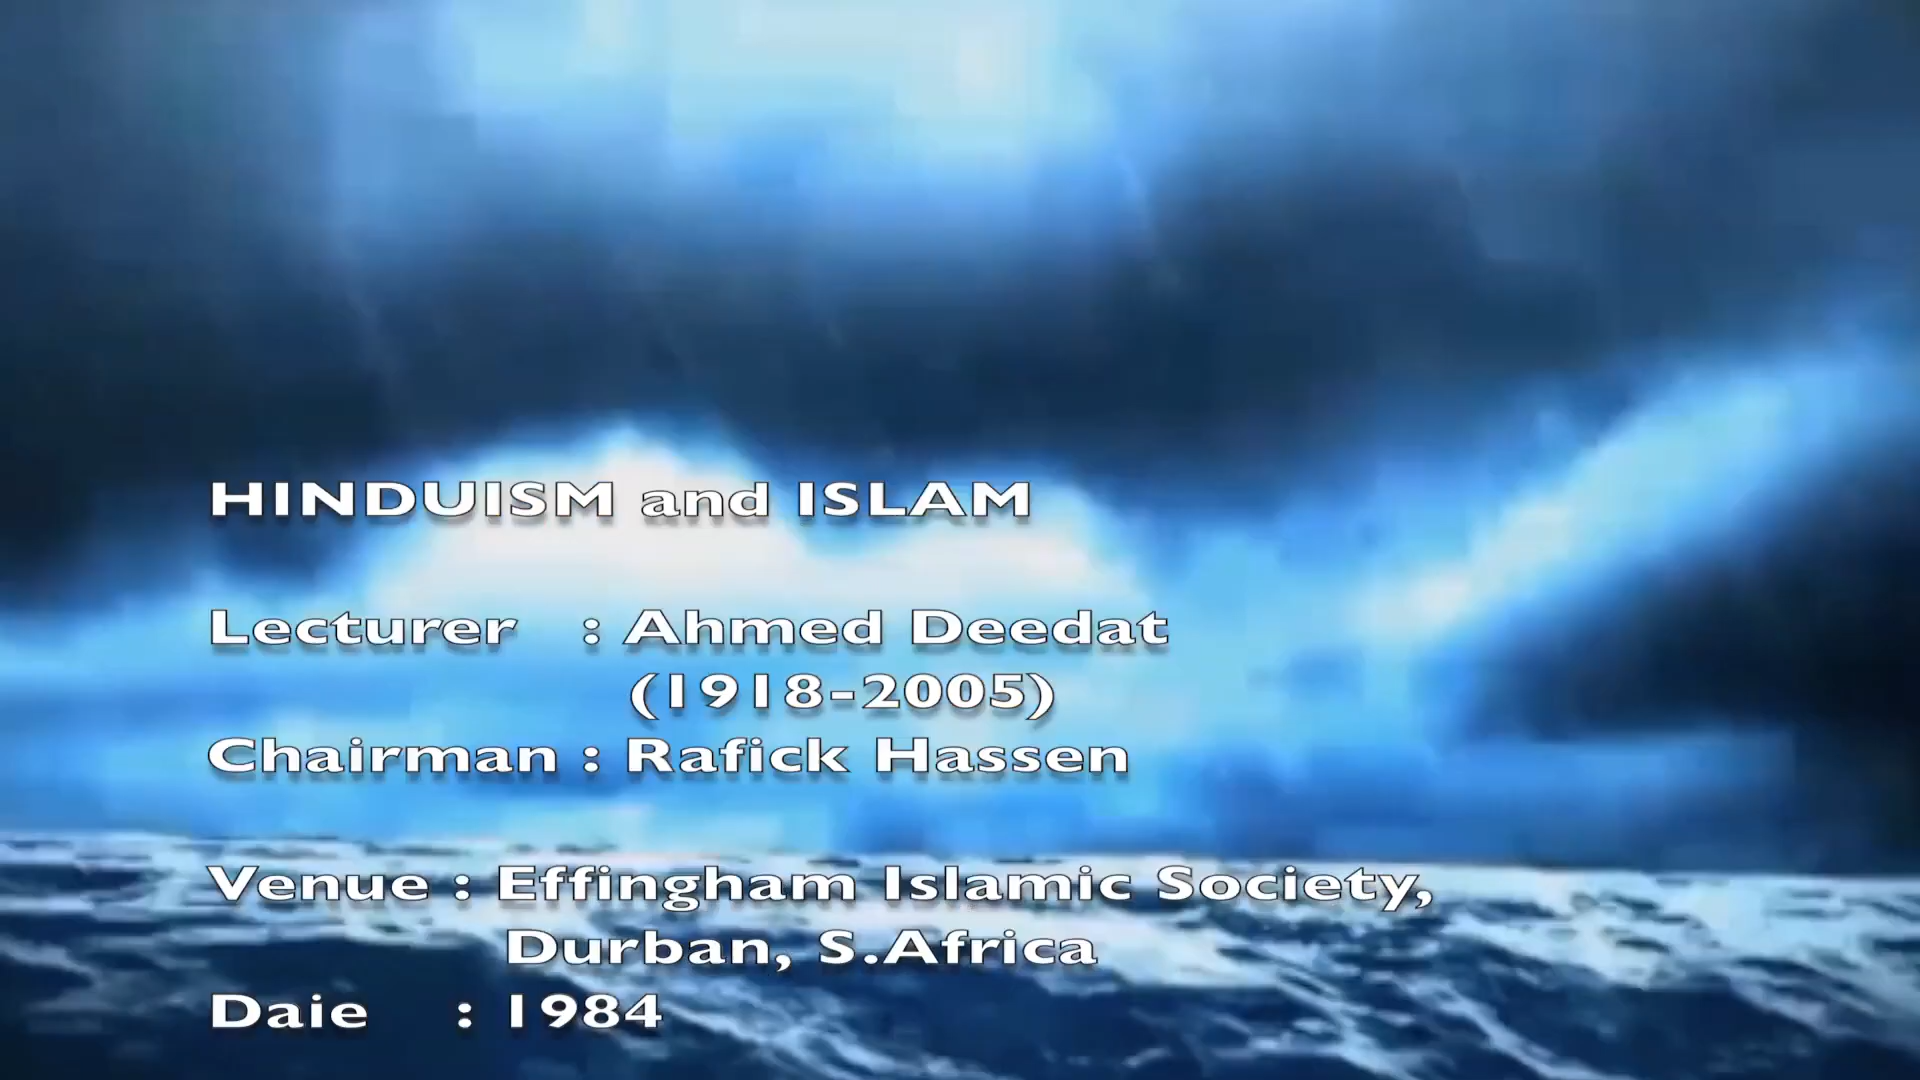 HINDUISM and ISLAM
Lecturer : Ahmed Deedat
(1918-2005)
Chairman : Rafick Hassen
Venue : Effingham Islamic Society,
Durban, S.Africa
Daie : 1984